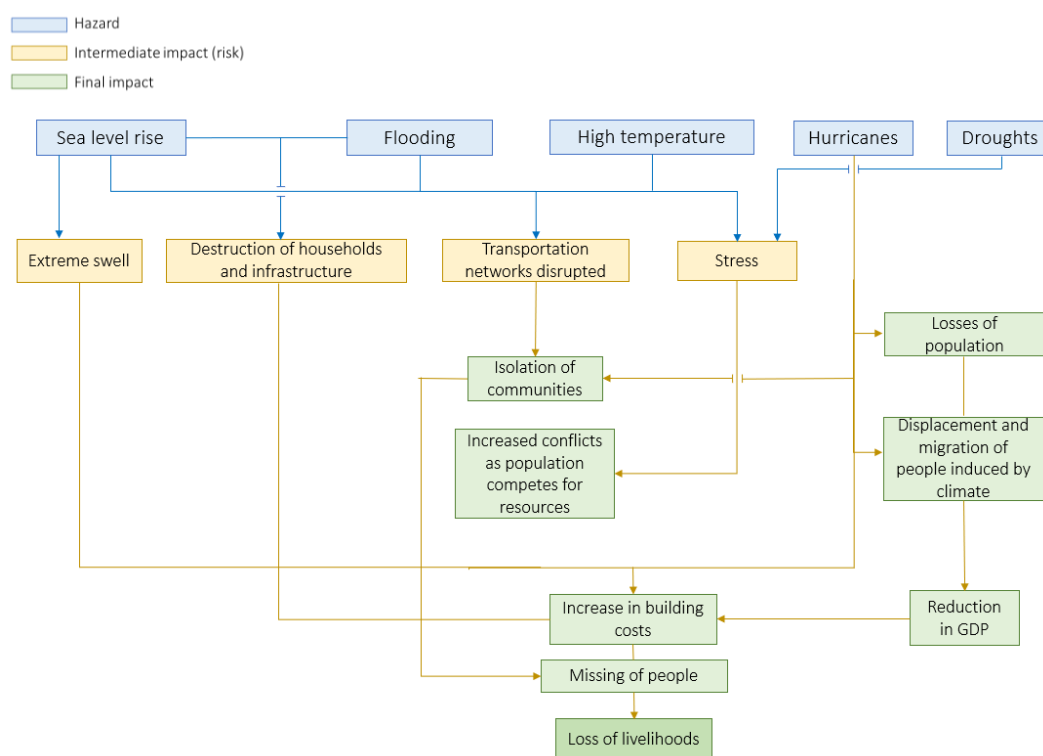 Hazard
Intermediate impact (risk)
Final impact
Sea level rise
Flooding
High temperature
Hurricanes
Droughts
Extreme swell
Destruction of households
and infrastructure
Transportation
networks disrupted
Stress
Losses of
population
Isolation of
communities
Increased conflicts
as population
competes for
resources
Displacement and
migration of
people induced by
climate
Increase in building
costs
Reduction
in GDP
Missing of people
Loss of livelihoods